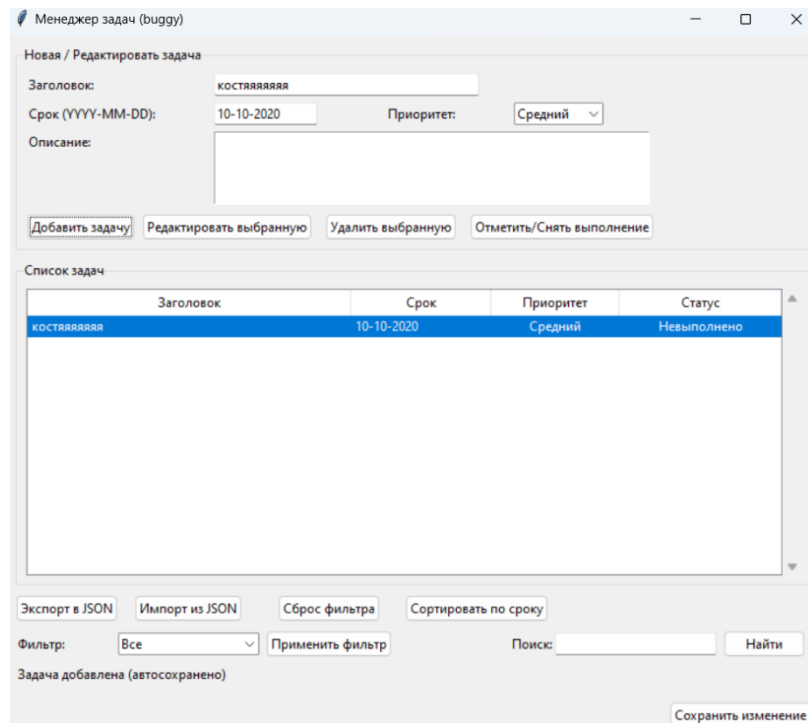 Менеджер задач (buggy)
Новая / Редактировать задача
Заголовок: костяяяяяяя
Срок (YYYY-MM-DD): 10-10-2020 Приоритет: Средний
Описание:
Добавить задачу Редактировать выбранную Удалить выбранную Отметить/Снять выполнение
Список задач
Заголовок Срок Приоритет Статус
костяяяяяяя 10-10-2020 Средний Невыполнено
Экспорт в JSON Импорт из JSON Сброс фильтра Сортировать по сроку
Фильтр: Все Применить фильтр Поиск: Найти
Задача добавлена (автосохранено)
Сохранить изменение